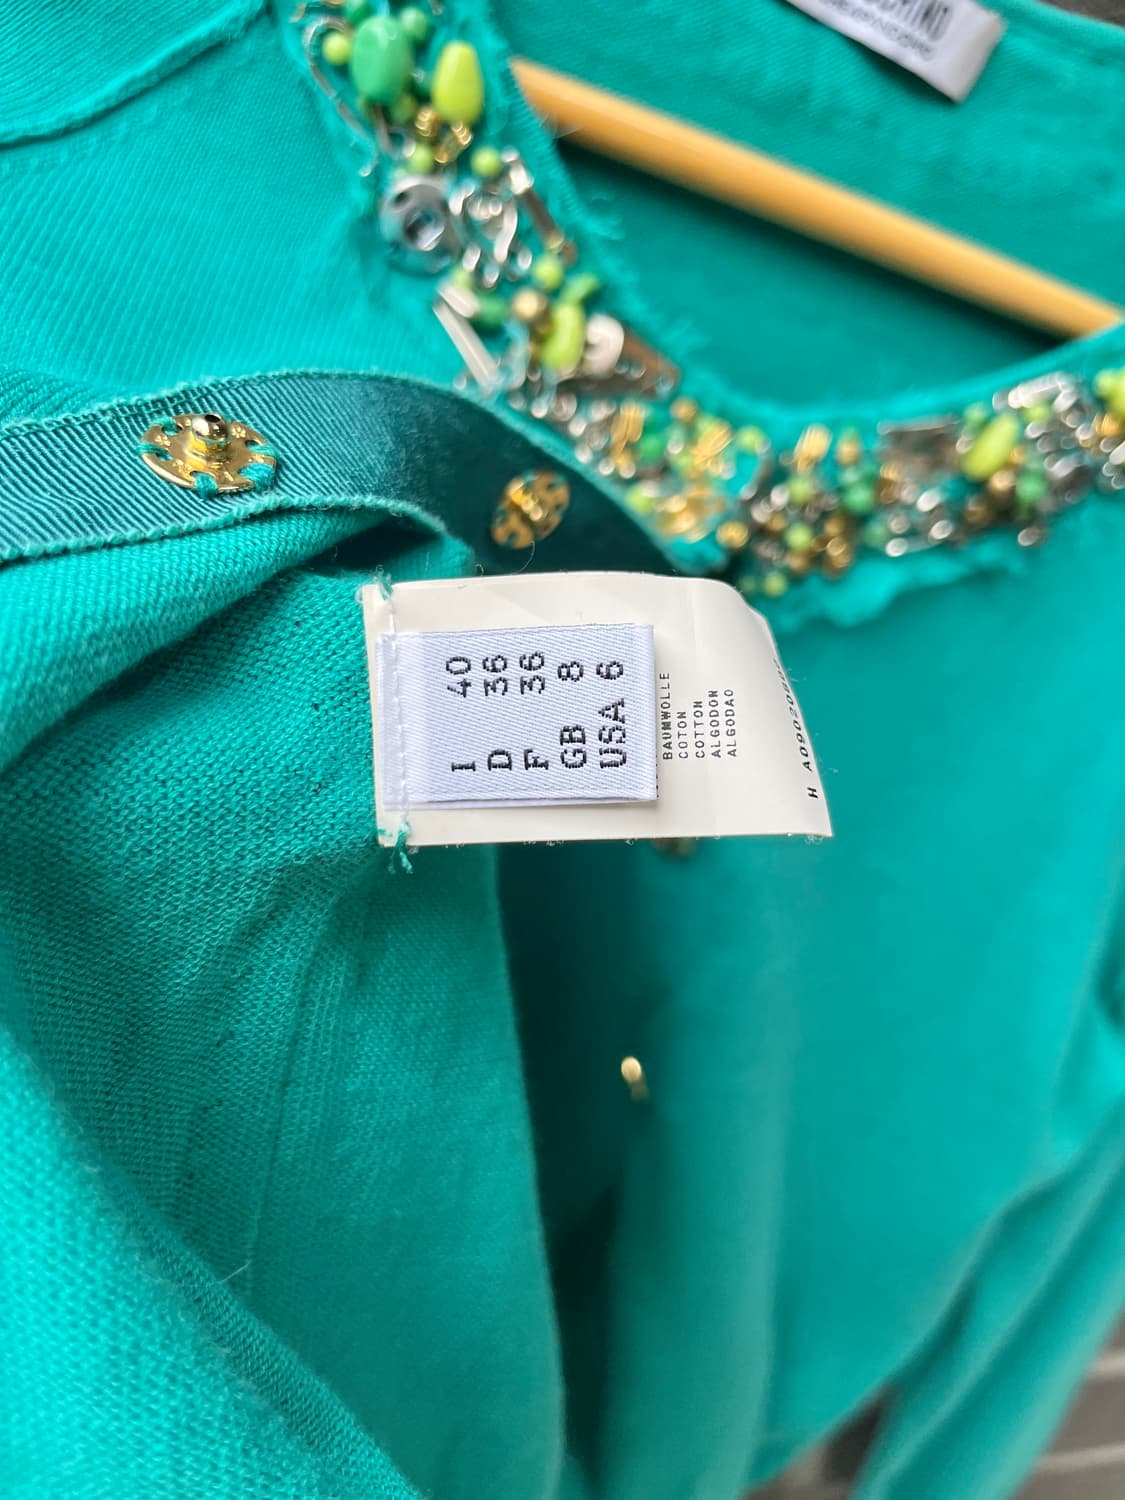 I 40
D 36
F 36
GB 8
USA 6
BAUMWOLLE
COTON
COTTON
ALGODON
ALGODAO